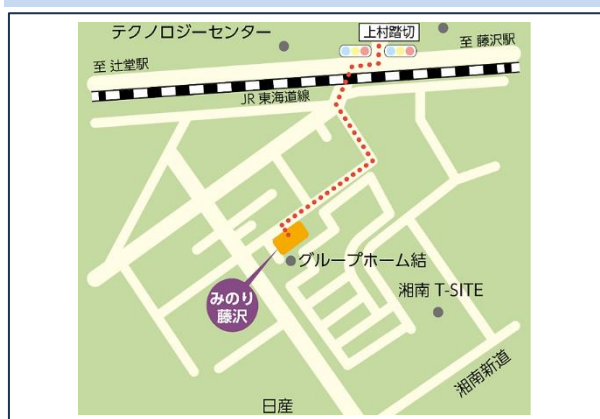 テクノロジーセンター
上村踏切
至 藤沢駅
至 辻堂駅
JR 東海道線
グループホーム結
みのり
藤沢
湘南 T-SITE
湘南新道
日産